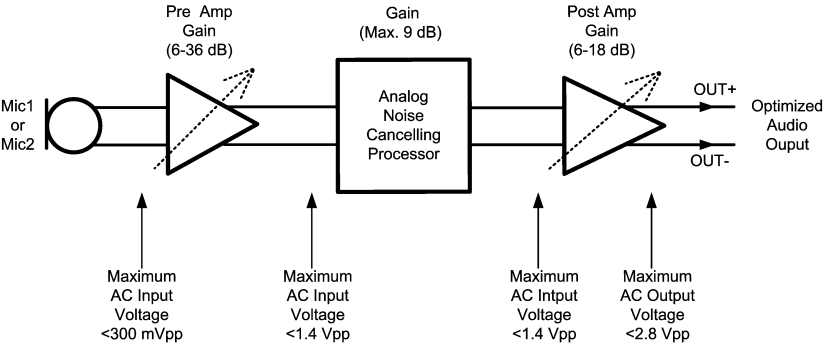 Pre Amp
Gain
(6-36 dB)
Gain
(Max. 9 dB)
Post Amp
Gain
(6-18 dB)
Mic1
or
Mic2
Analog
Noise
Cancelling
Processor
OUT+
OUT-
Optimized
Audio
Ouput
Maximum
AC Input
Voltage
<300 mVpp
Maximum
AC Input
Voltage
<1.4 Vpp
Maximum
AC Intput
Voltage
<1.4 Vpp
Maximum
AC Output
Voltage
<2.8 Vpp